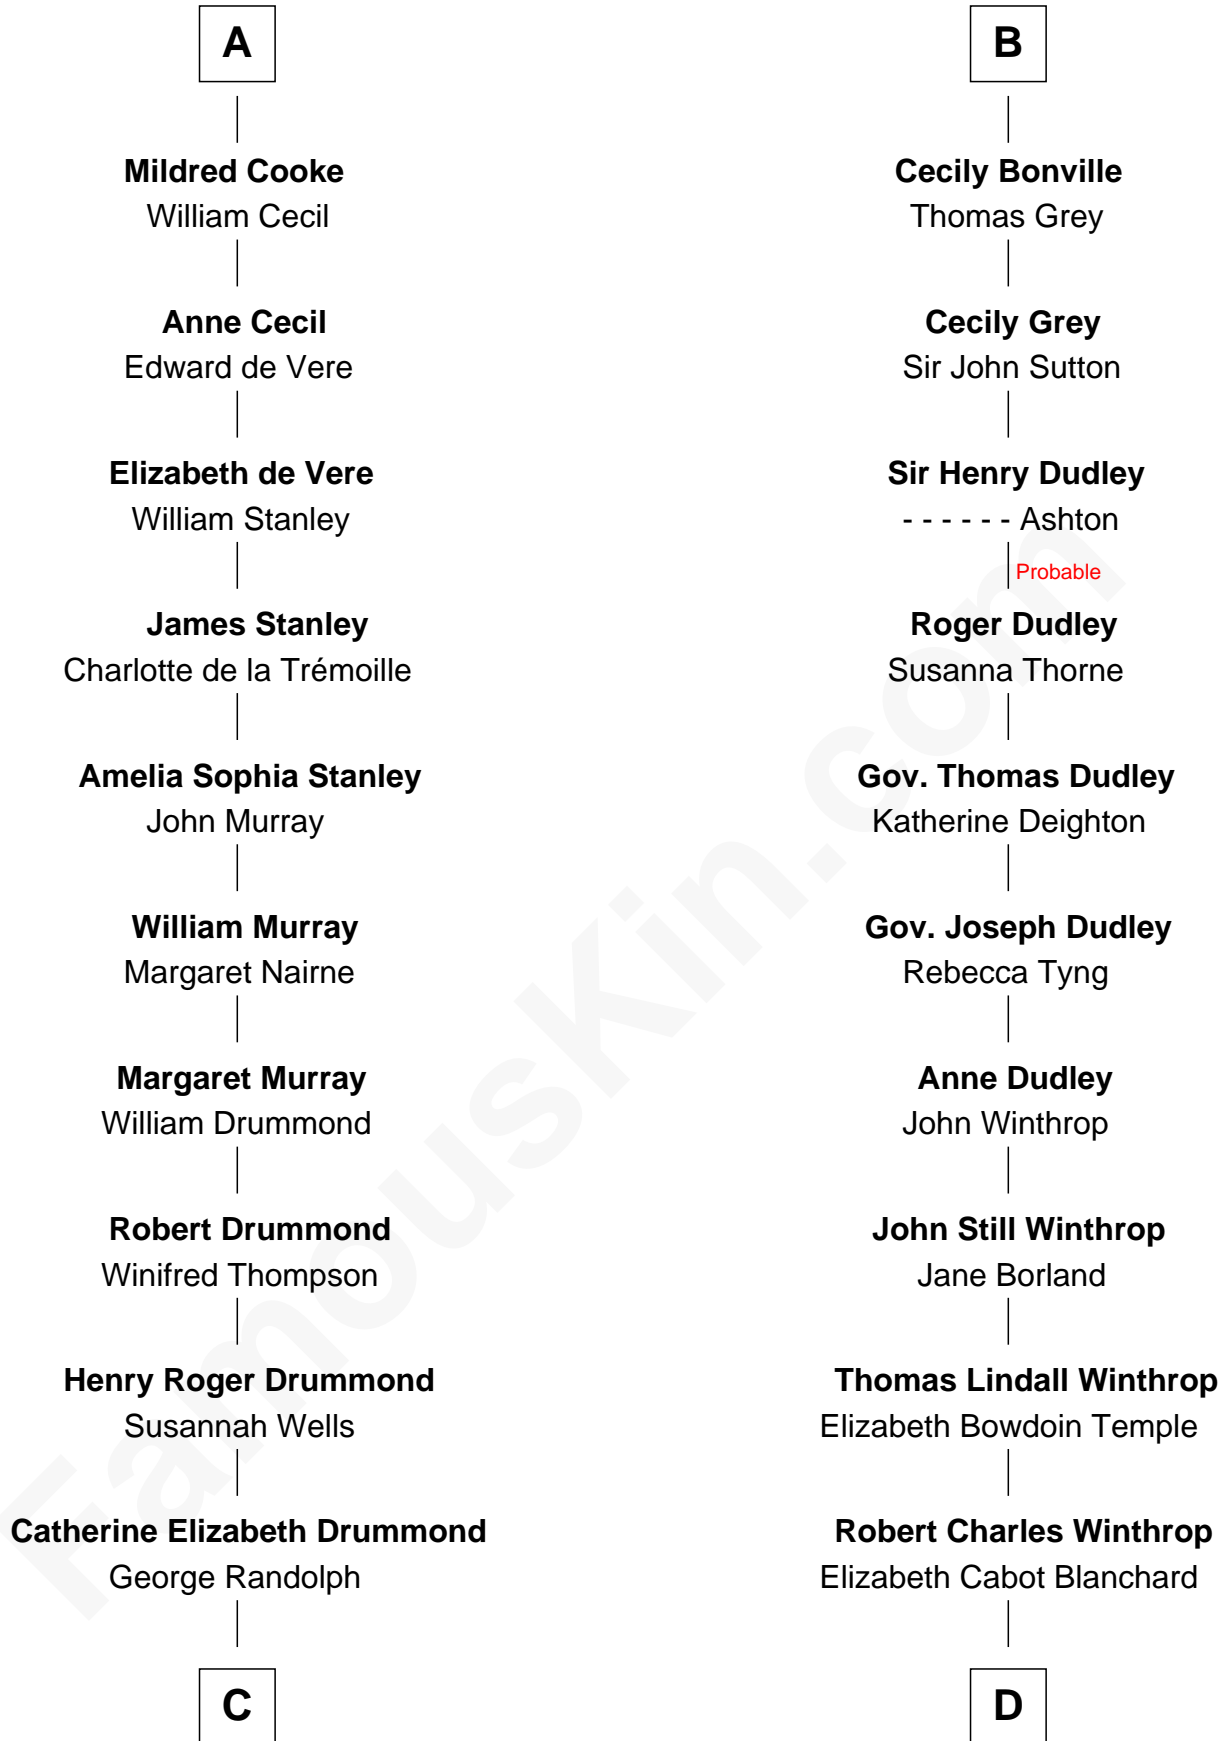 A
Mildred Cooke
William Cecil
Anne Cecil
Edward de Vere
Elizabeth de Vere
William Stanley
James Stanley
Charlotte de la Trémoille
Amelia Sophia Stanley
John Murray
William Murray
Margaret Nairne
Margaret Murray
William Drummond
Robert Drummond
Winifred Thompson
Henry Roger Drummond
Susannah Wells
Catherine Elizabeth Drummond
George Randolph
C
B
Cecily Bonville
Thomas Grey
Cecily Grey
Sir John Sutton
Sir Henry Dudley
- - - - - - Ashton
Probable
Roger Dudley
Susanna Thorne
Gov. Thomas Dudley
Katherine Deighton
Gov. Joseph Dudley
Rebecca Tyng
Anne Dudley
John Winthrop
John Still Winthrop
Jane Borland
Thomas Lindall Winthrop
Elizabeth Bowdoin Temple
Robert Charles Winthrop
Elizabeth Cabot Blanchard
D
FamousKin.com